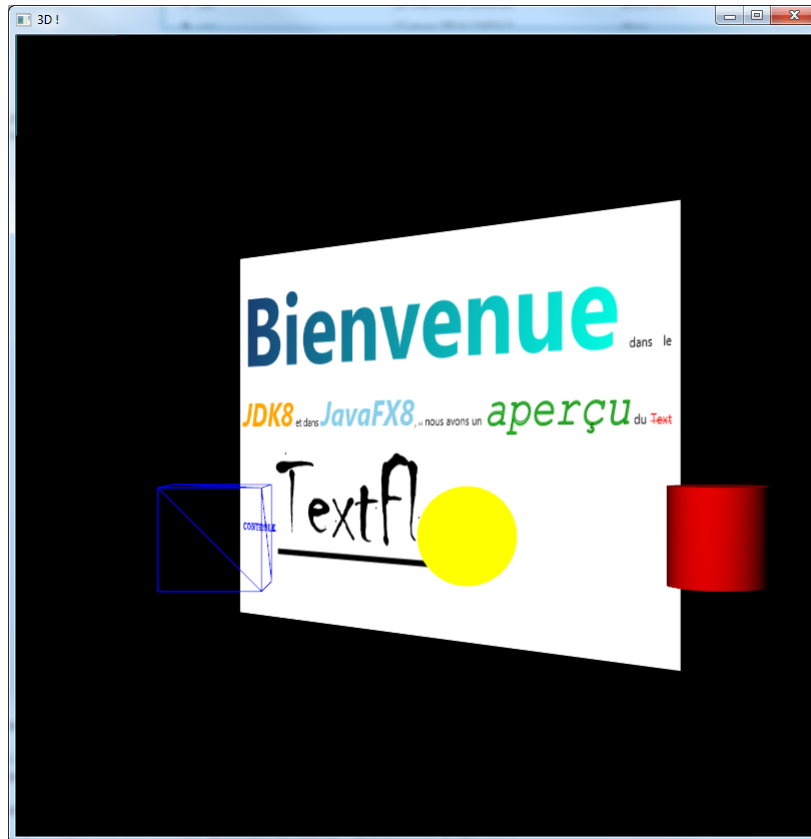 3D !
Bienvenue dans le
JDK8 et dans JavaFX8, nous avons un aperçu du Text
TextFl